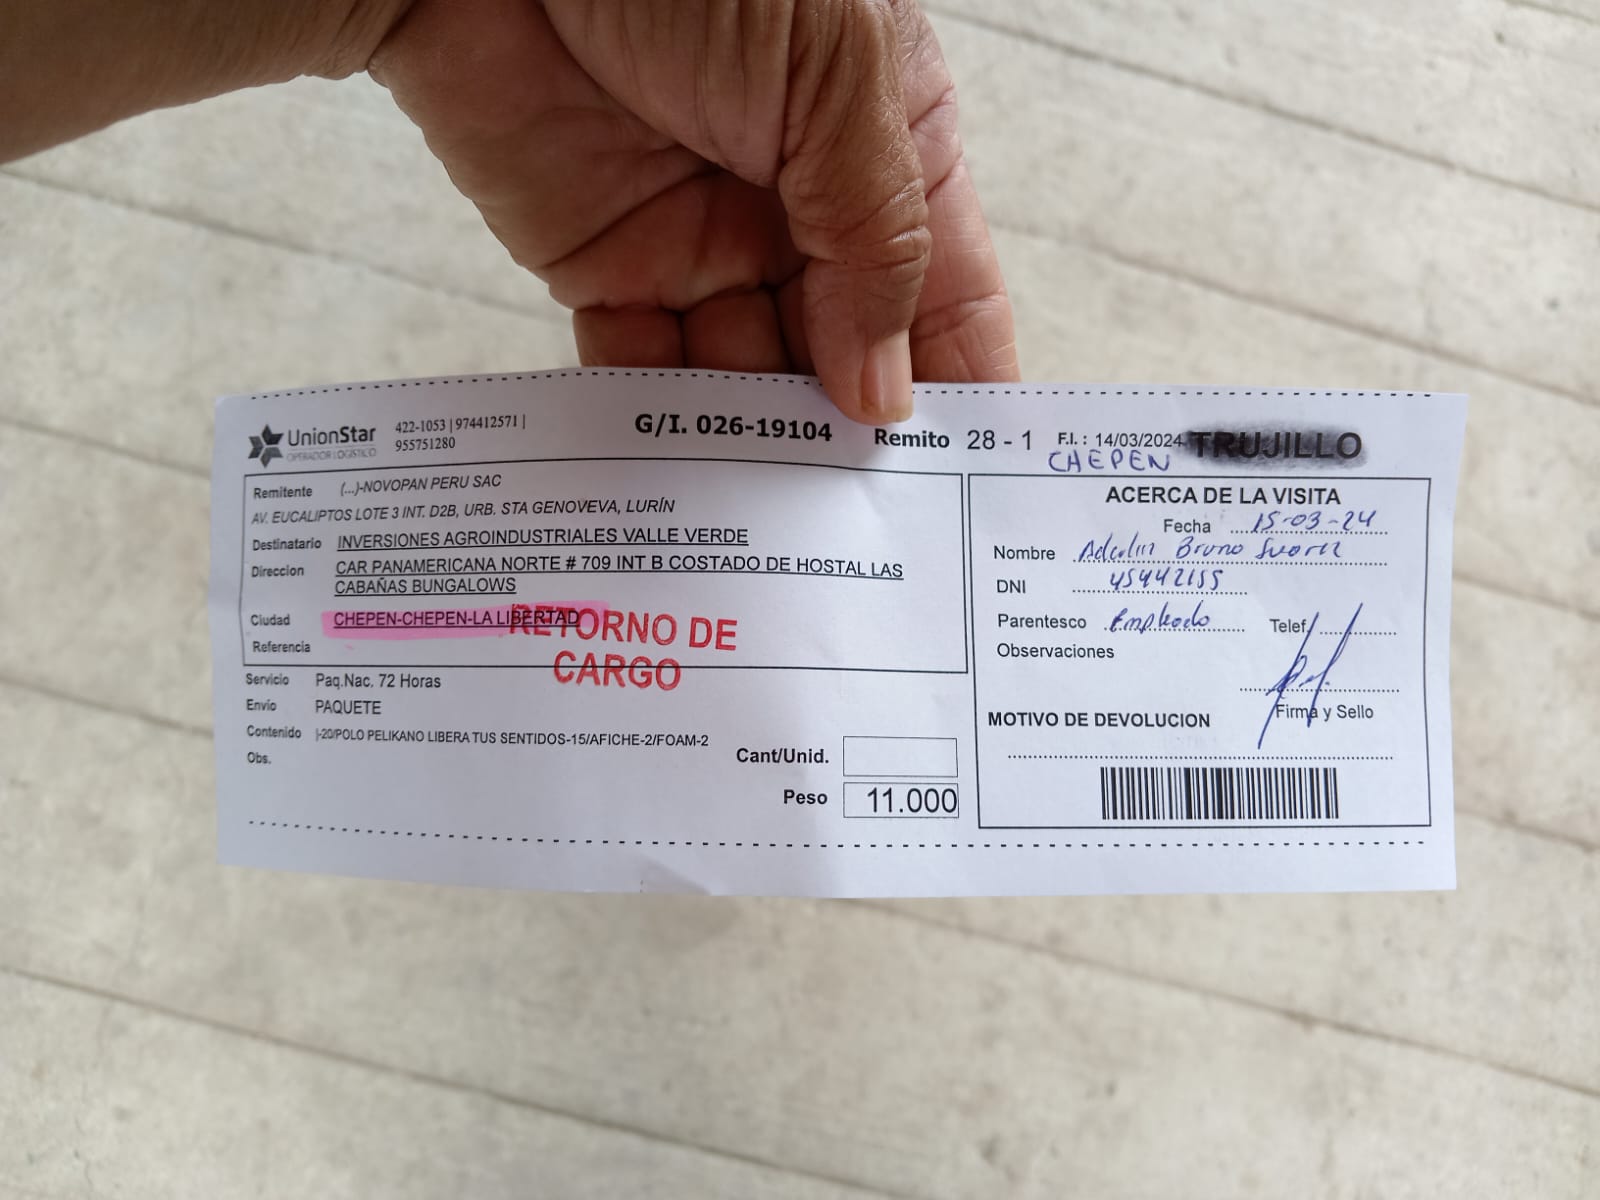 UnionStar
OPERADOR LOGÍSTICO
422-1053 | 974412571 |
955751280
G/I. 026-19104
Remito 28 - 1
F.I. : 14/03/2024
TRUJILLO
CHEPEN
Remitente (...)-NOVOPAN PERU SAC
AV. EUCALIPTOS LOTE 3 INT. D2B, URB. STA GENOVEVA, LURÍN
Destinatario INVERSIONES AGROINDUSTRIALES VALLE VERDE
Direccion CAR PANAMERICANA NORTE # 709 INT B COSTADO DE HOSTAL LAS
CABAÑAS BUNGALOWS
Ciudad CHEPEN-CHEPEN-LA LIBERTAD
Referencia
RETORNO DE
CARGO
Servicio Paq.Nac. 72 Horas
Envio PAQUETE
Contenido |-20/POLO PELIKANO LIBERA TUS SENTIDOS-15/AFICHE-2/FOAM-2
Obs.
Cant/Unid.
Peso 11.000
ACERCA DE LA VISITA
Fecha 15-03-24
Nombre Bruno
DNI 45442155
Parentesco Empleado
Telef.
Observaciones
Firma y Sello
MOTIVO DE DEVOLUCION